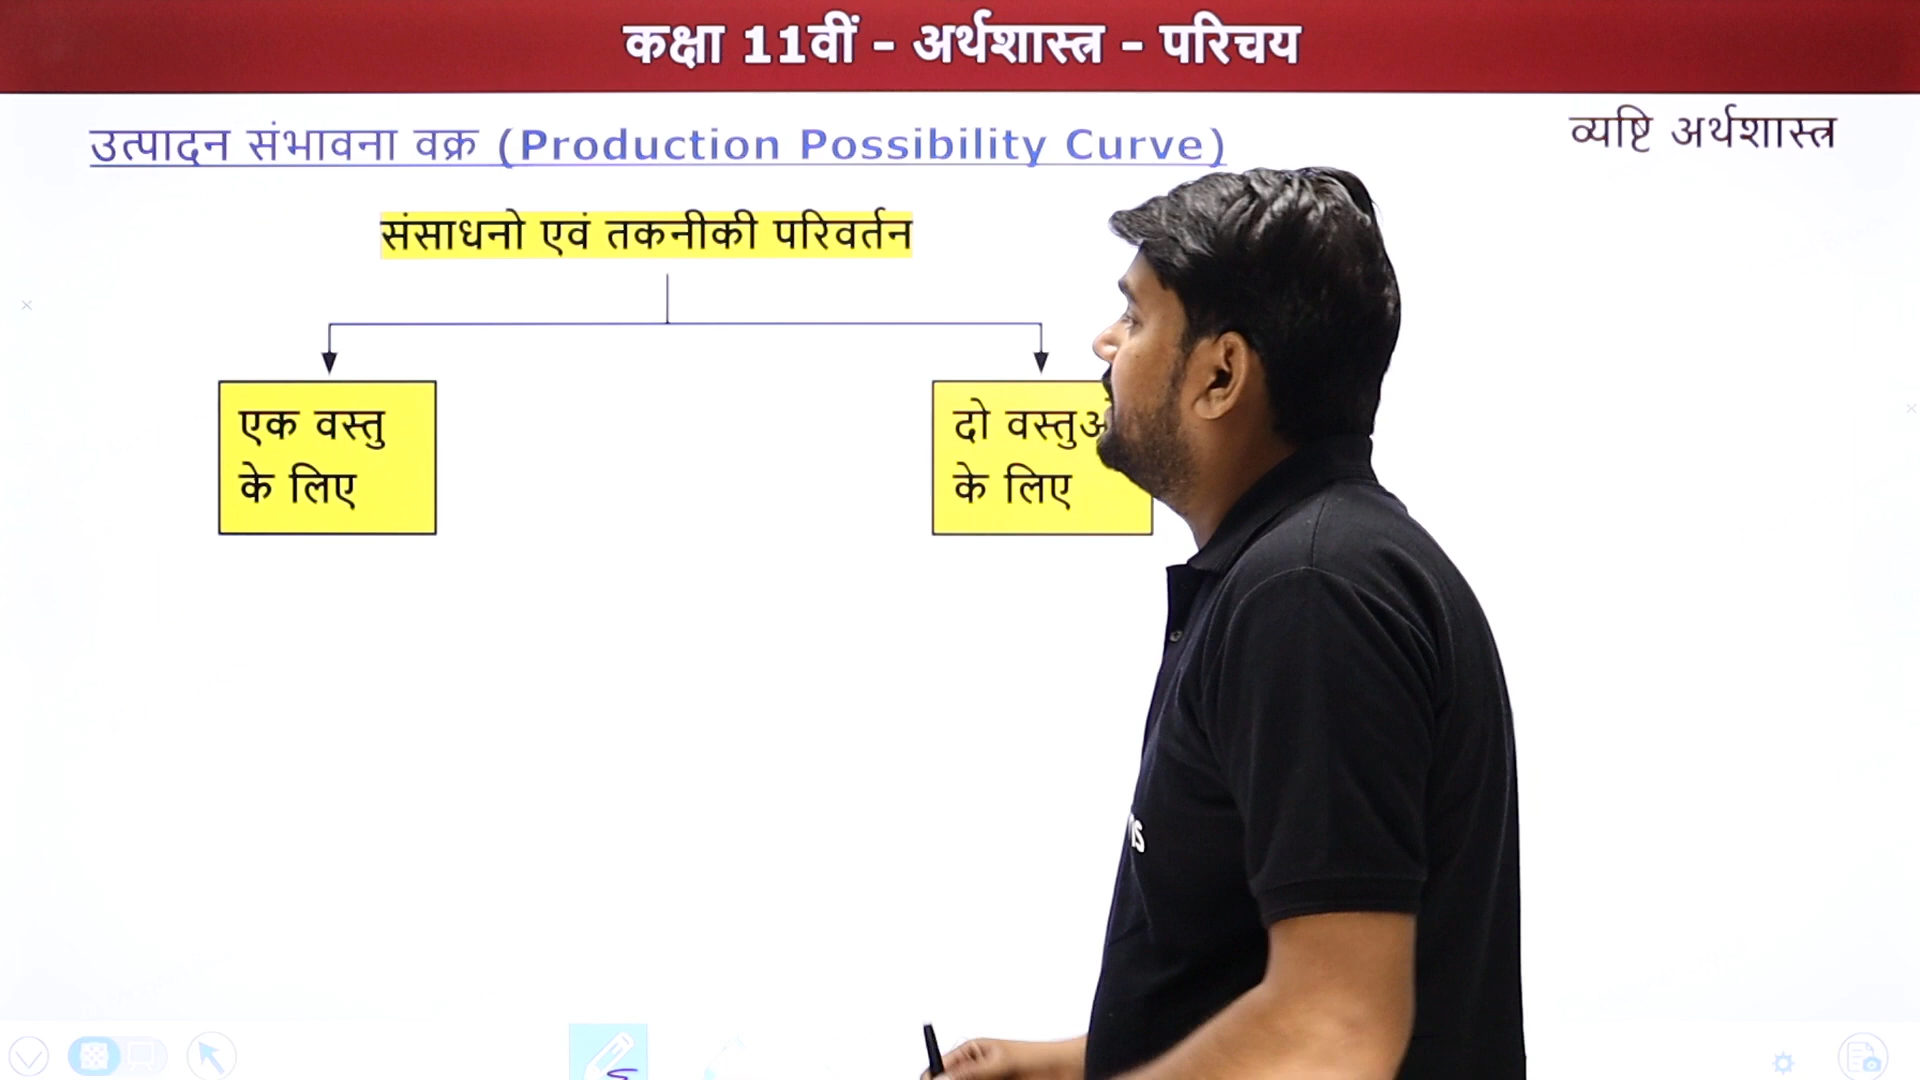 कक्षा 11वीं - अर्थशास्त्र - परिचय
उत्पादन संभावना वक्र (Production Possibility Curve)
व्यष्टि अर्थशास्त्र
संसाधनो एवं तकनीकी परिवर्तन
एक वस्तु
के लिए
दो
के लिए